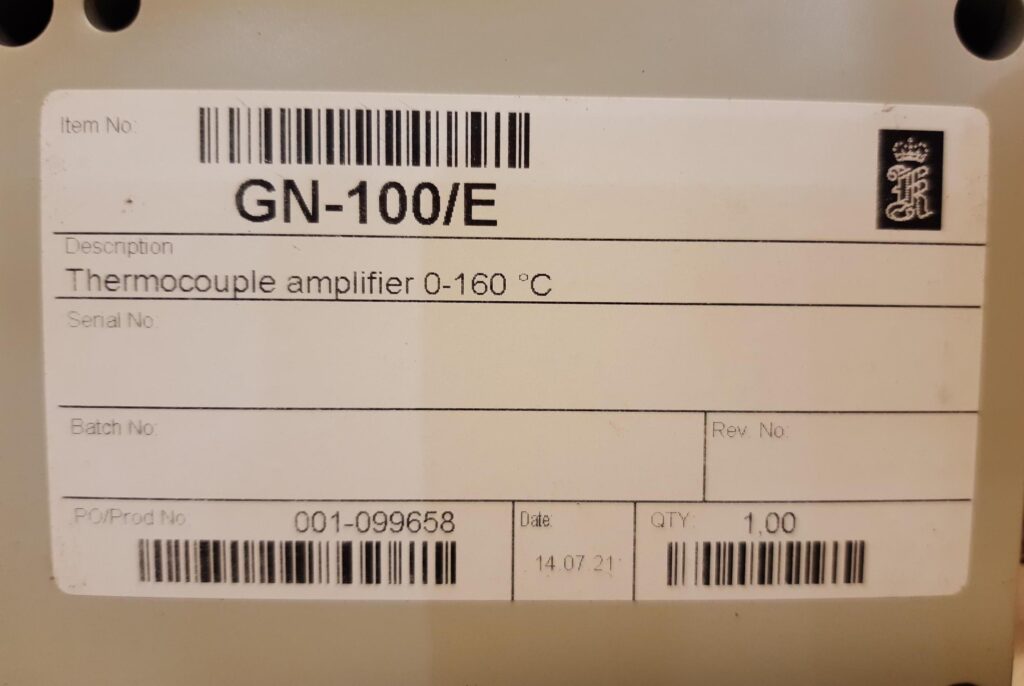 Item No:
GN-100/E
Description
Thermocouple amplifier 0-160 °C
Serial No:
Batch No:
Rev. No:
PO/Prod No 001-099658
Date:
14.07.21
QTY: 1,00